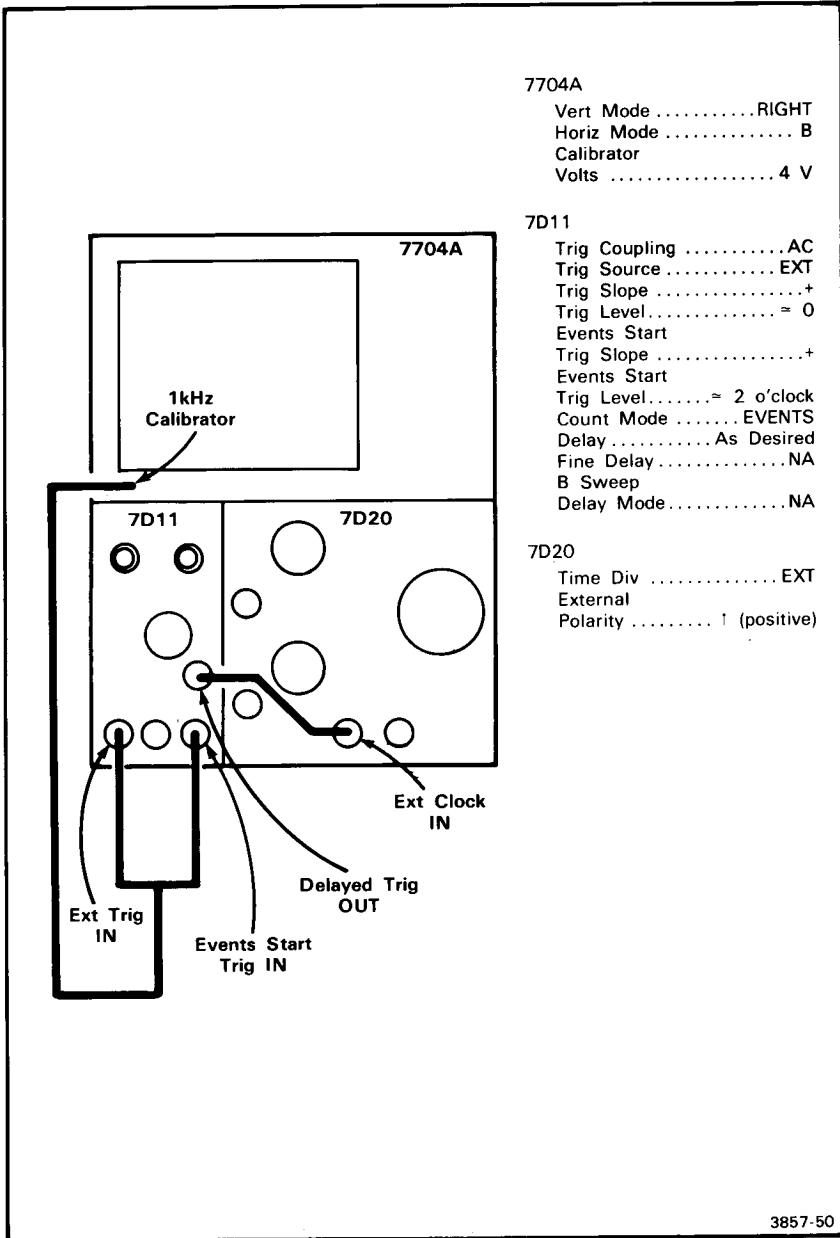 7704A
Vert Mode ........... RIGHT
Horiz Mode .............. B
Calibrator
Volts ................. 4 V
7D11
Trig Coupling ........... AC
Trig Source ............ EXT
Trig Slope ................ +
Trig Level .............. ≃ 0
Events Start
Trig Slope ................ +
Events Start
Trig Level ....... ≃ 2 o'clock
Count Mode ....... EVENTS
Delay ........... As Desired
Fine Delay .............. NA
B Sweep
Delay Mode ............. NA
7D20
Time Div .............. EXT
External
Polarity ......... ↑ (positive)
7704A
1kHz
Calibrator
7D11
7D20
Ext Clock
IN
Delayed Trig
OUT
Ext Trig
IN
Events Start
Trig IN
3857-50